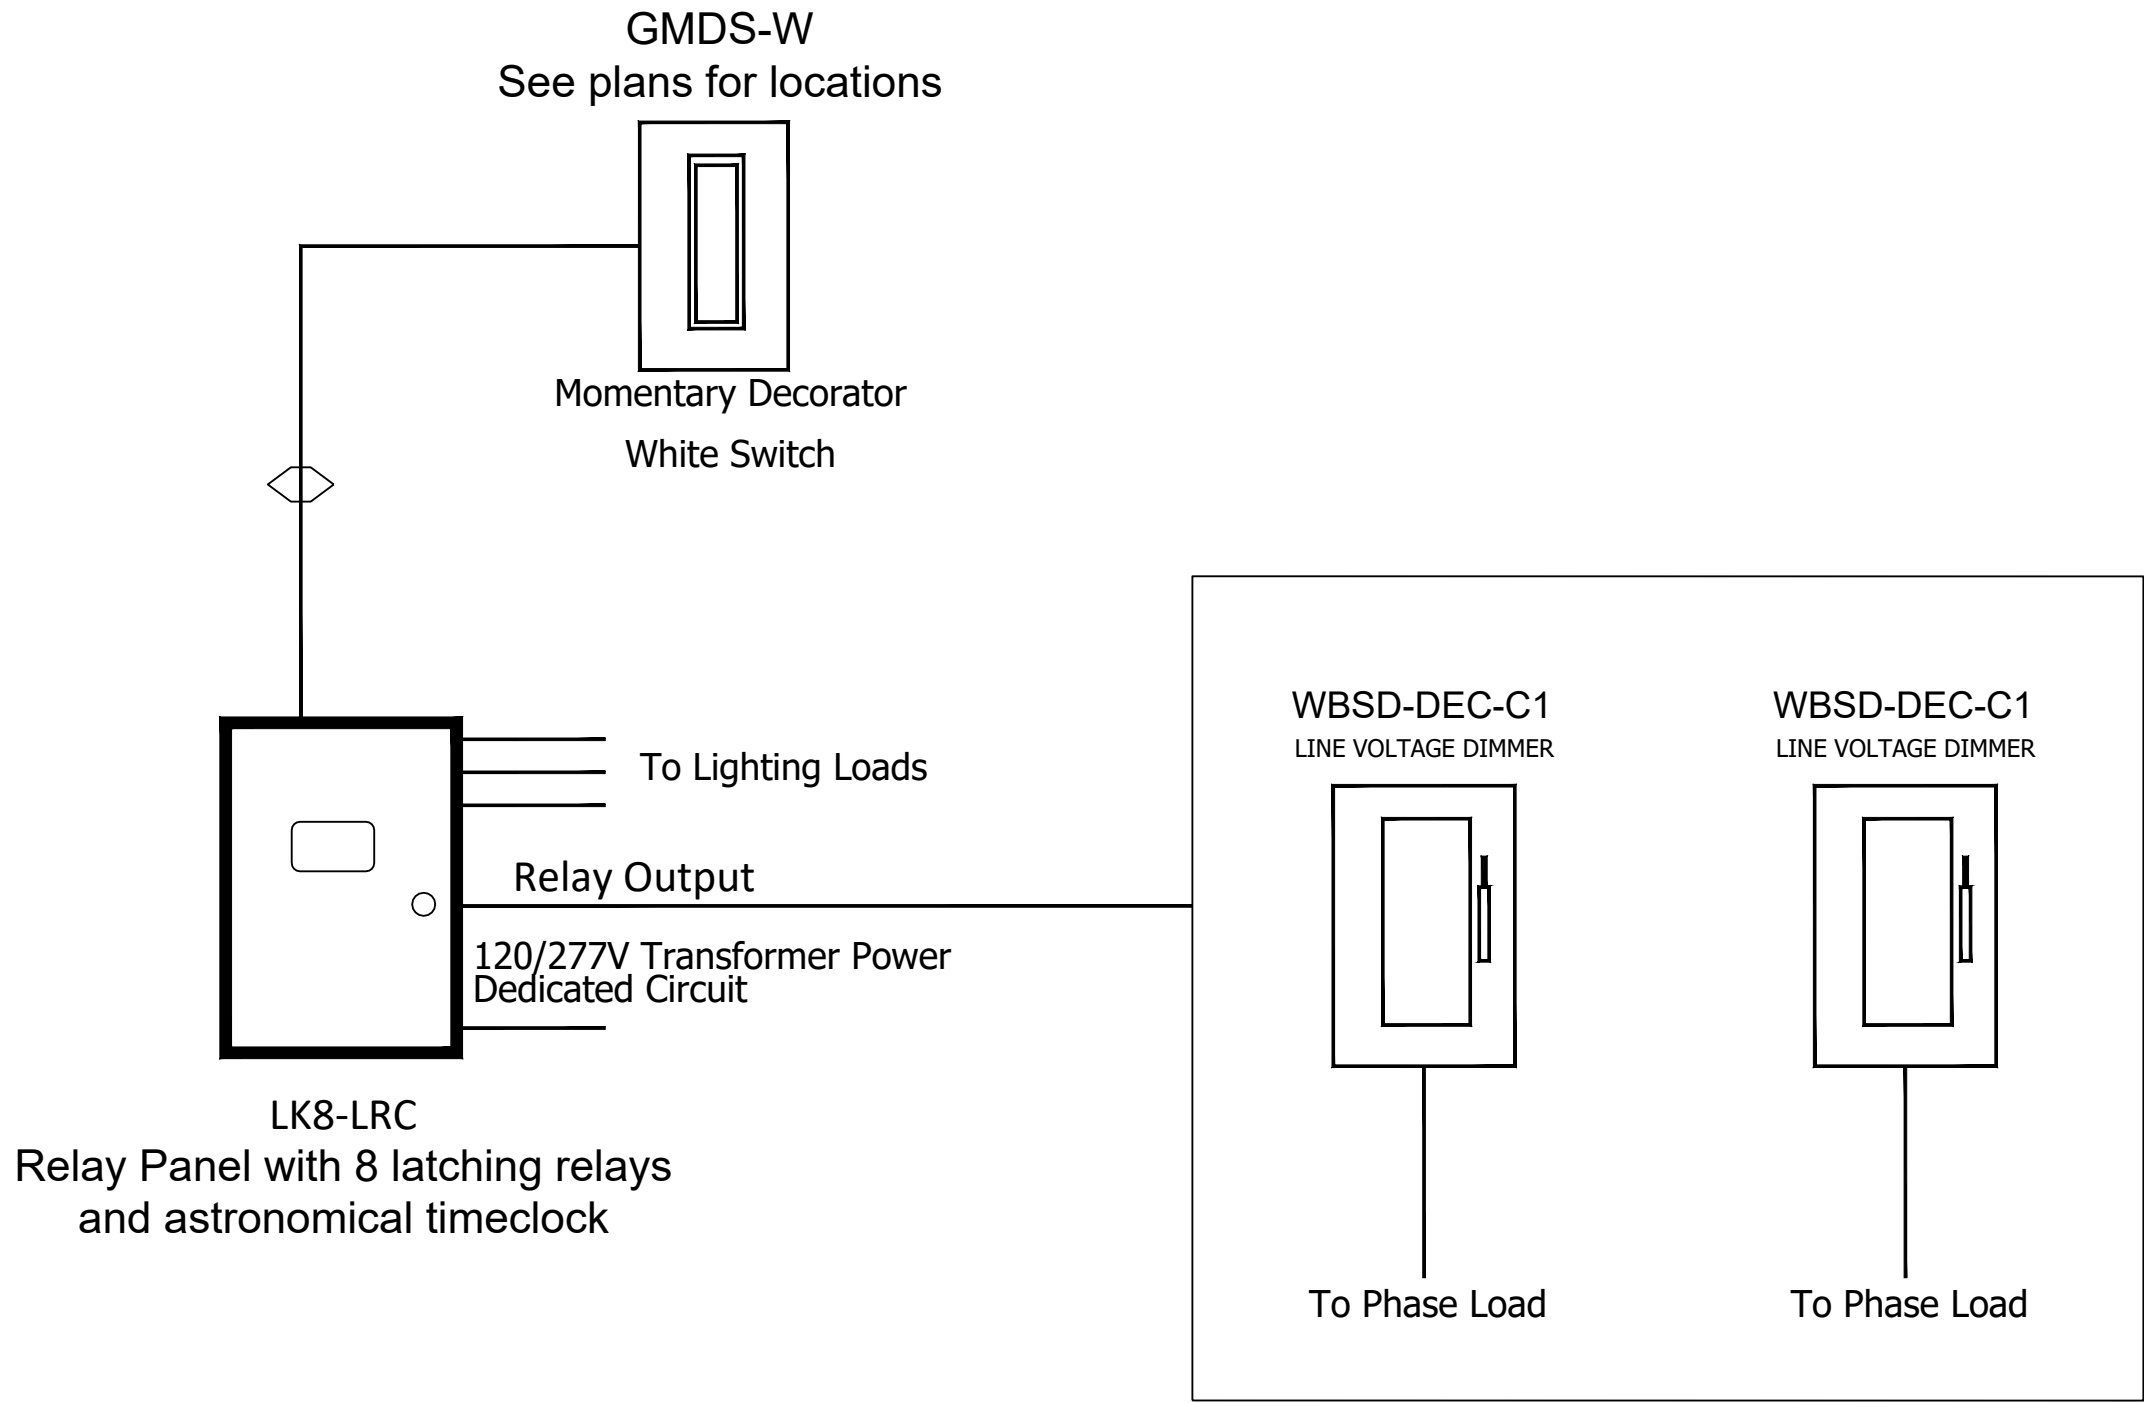 GMDS-W
See plans for locations
Momentary Decorator
White Switch
To Lighting Loads
Relay Output
120/277V Transformer Power
Dedicated Circuit
LK8-LRC
Relay Panel with 8 latching relays
and astronomical timeclock
WBSD-DEC-C1
LINE VOLTAGE DIMMER
To Phase Load
WBSD-DEC-C1
LINE VOLTAGE DIMMER
To Phase Load